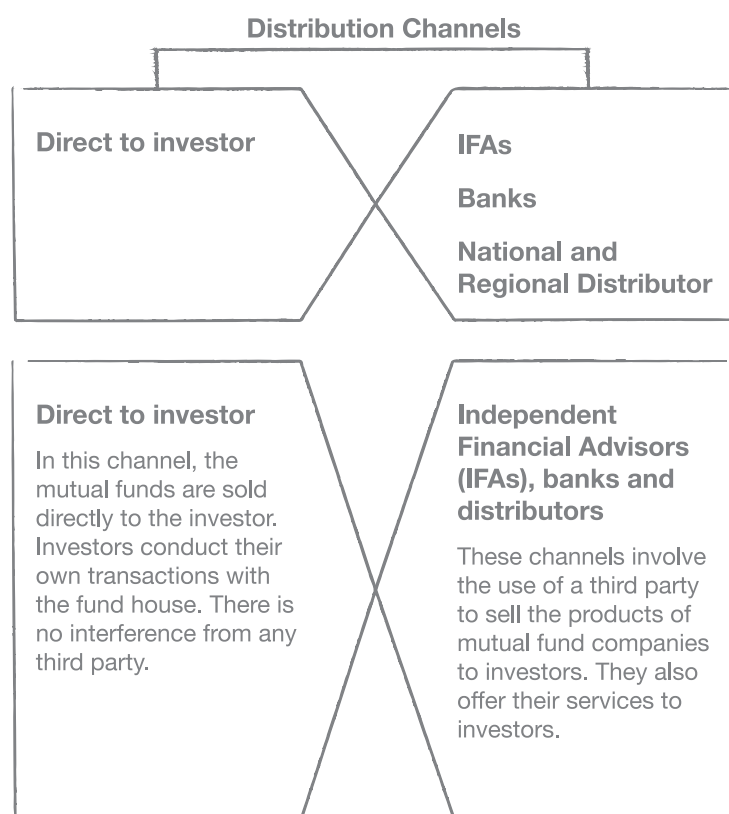 Distribution Channels
Direct to investor
IFAs
Banks
National and
Regional Distributor
Direct to investor
In this channel, the
mutual funds are sold
directly to the investor.
Investors conduct their
own transactions with
the fund house. There is
no interference from any
third party.
Independent
Financial Advisors
(IFAs), banks and
distributors
These channels involve
the use of a third party
to sell the products of
mutual fund companies
to investors. They also
offer their services to
investors.